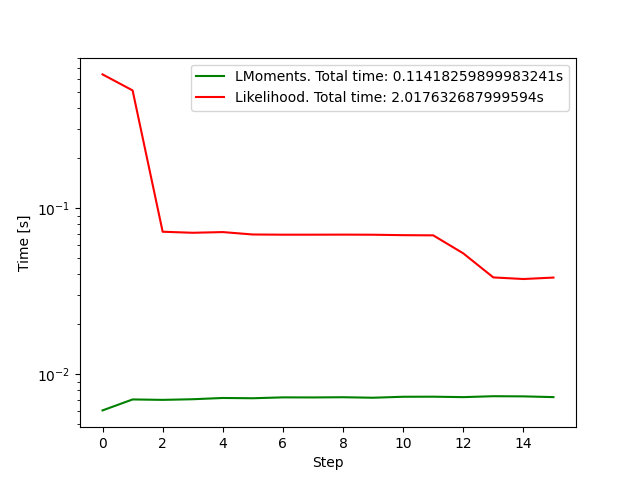 LMoments. Total time: 0.11418259899983241s
Likelihood. Total time: 2.017632687999594s
Time [s]
10⁻¹
10⁻²
0 2 4 6 8 10 12 14
Step